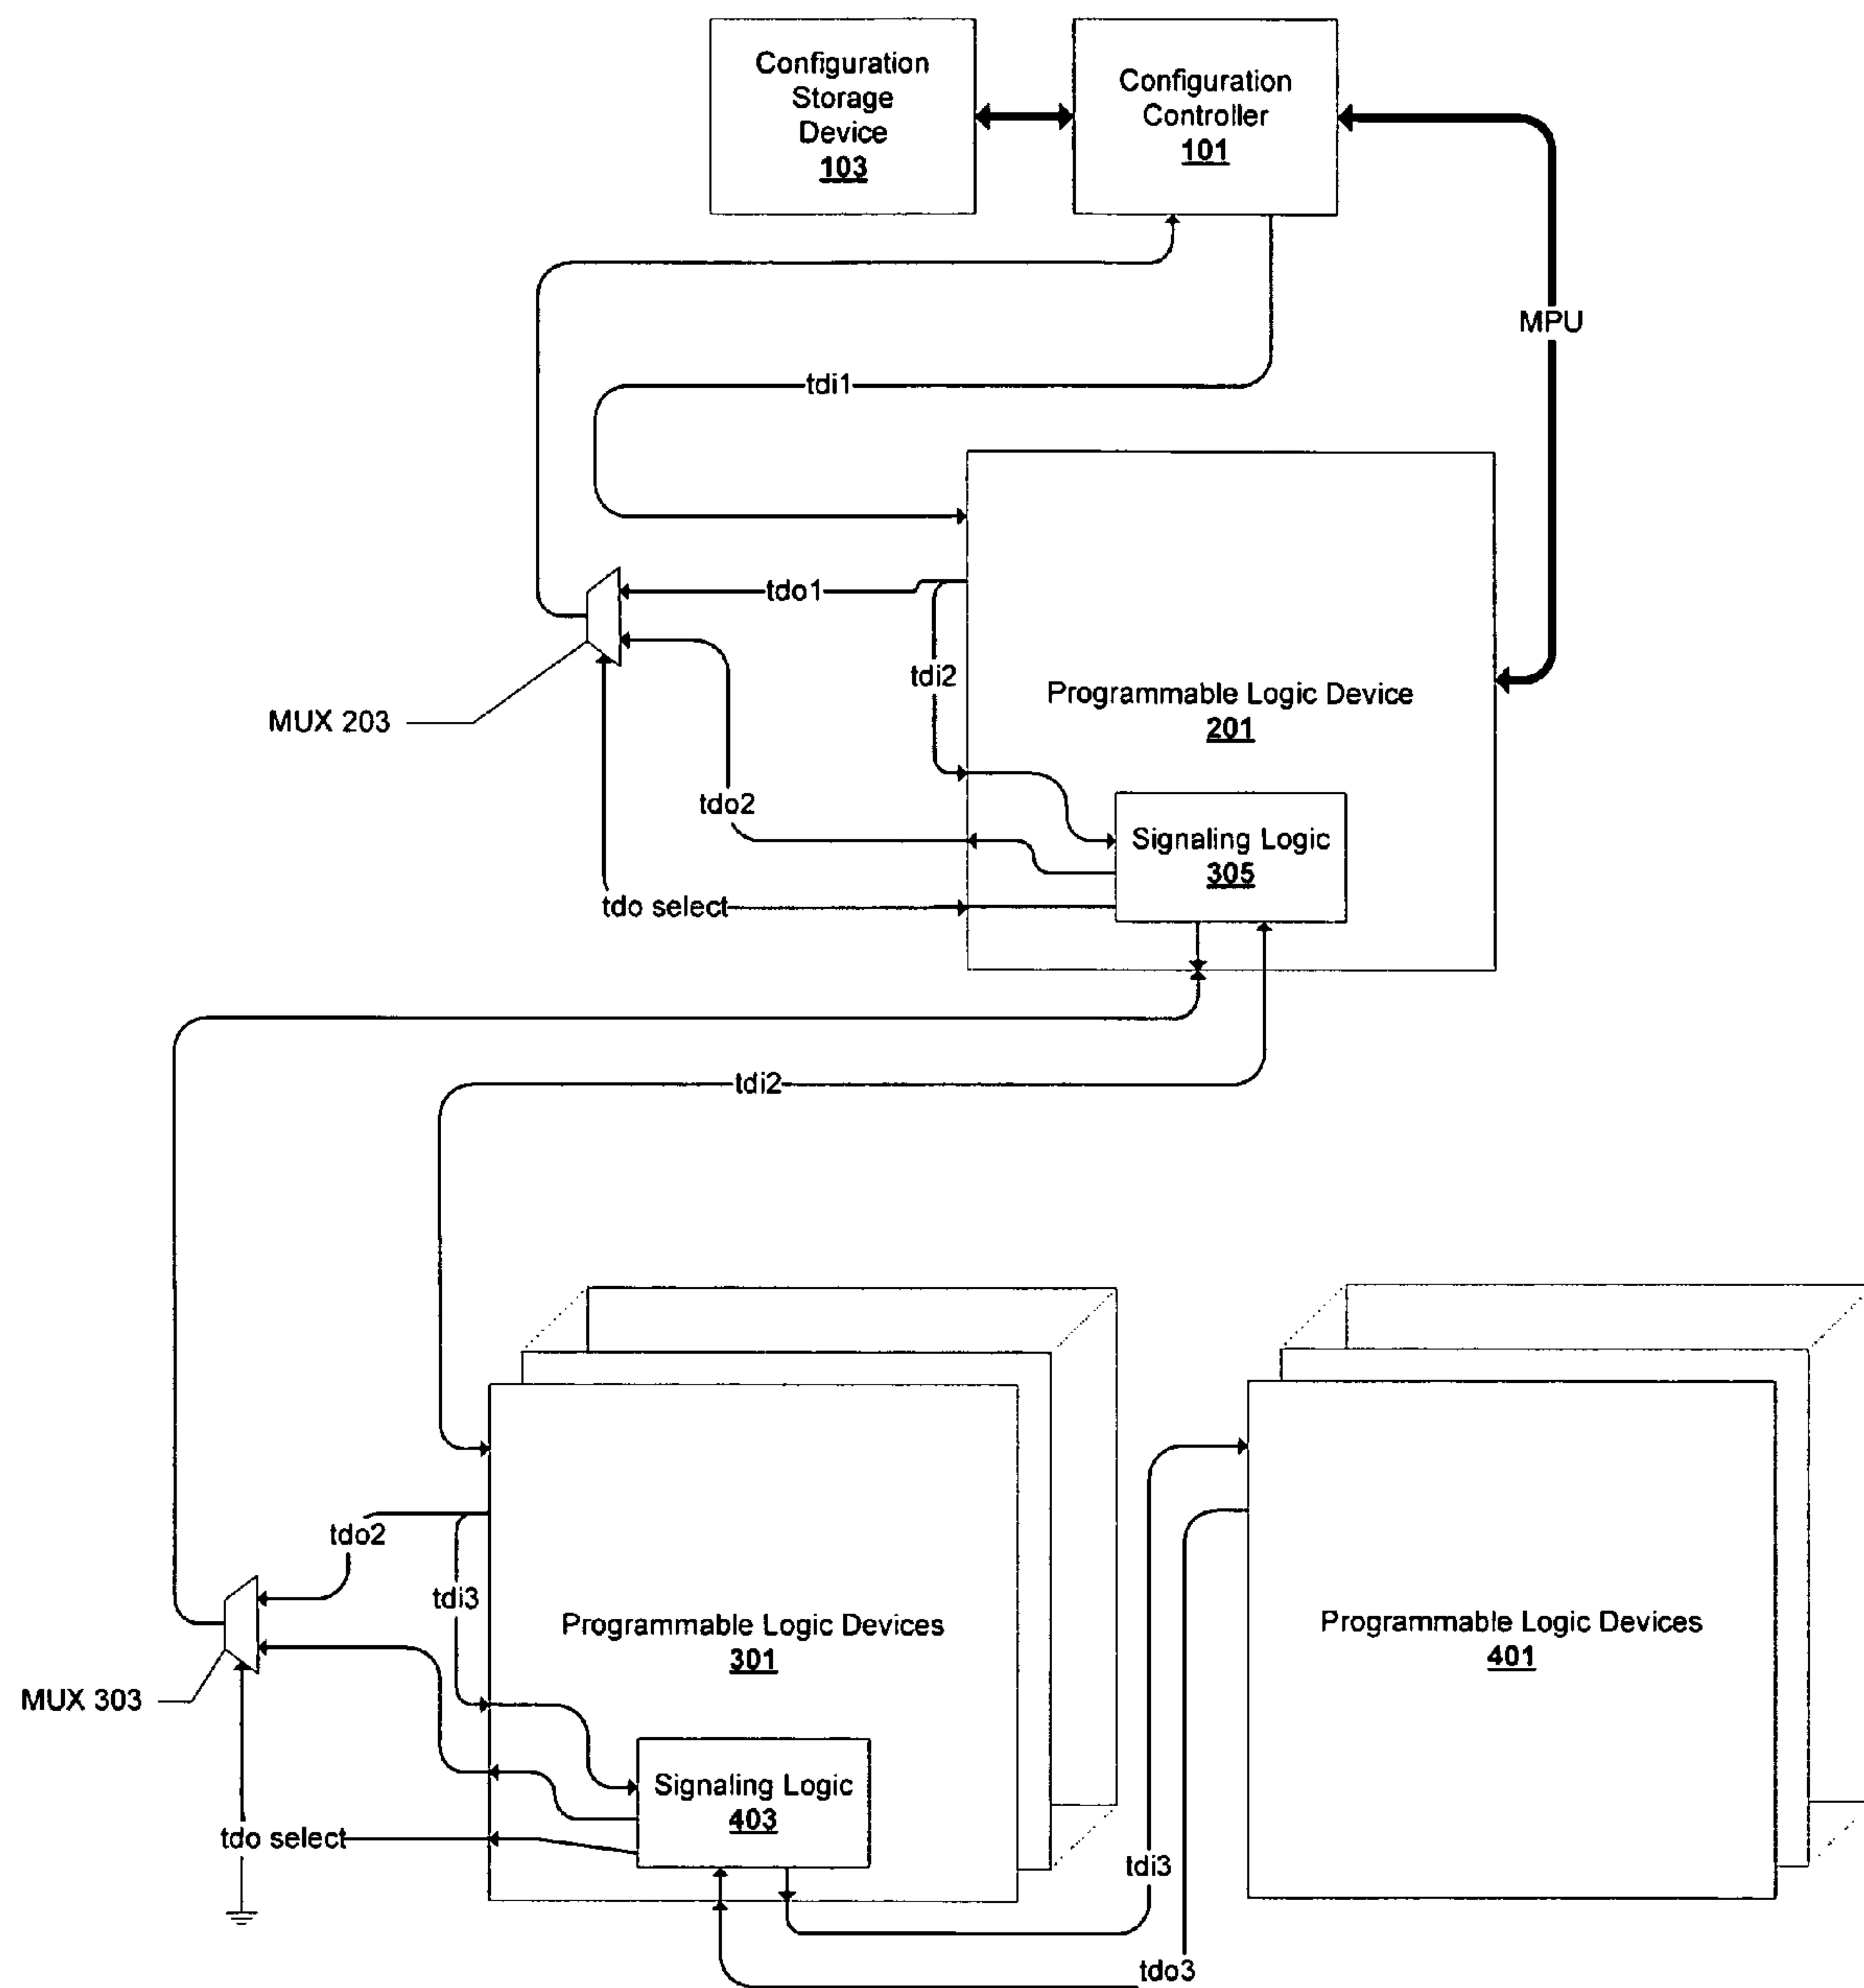 Configuration
Storage
Device
103
Configuration
Controller
101
MPU
tdi1
tdo1
tdi2
Programmable Logic Device
201
MUX 203
tdo2
Signaling Logic
305
tdo select
tdi2
tdo2
tdi3
Programmable Logic Devices
301
Programmable Logic Devices
401
MUX 303
Signaling Logic
403
tdo select
tdi3
tdo3